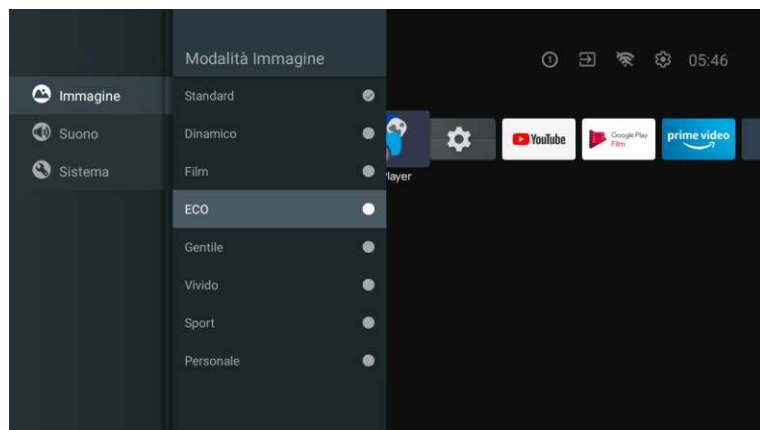 Modalità Immagine
05:46
Immagine
Suono
Sistema
Standard
Dinamico
Film
ECO
Gentile
Vivido
Sport
Personale
YouTube
Google Play
Film
prime video
layer